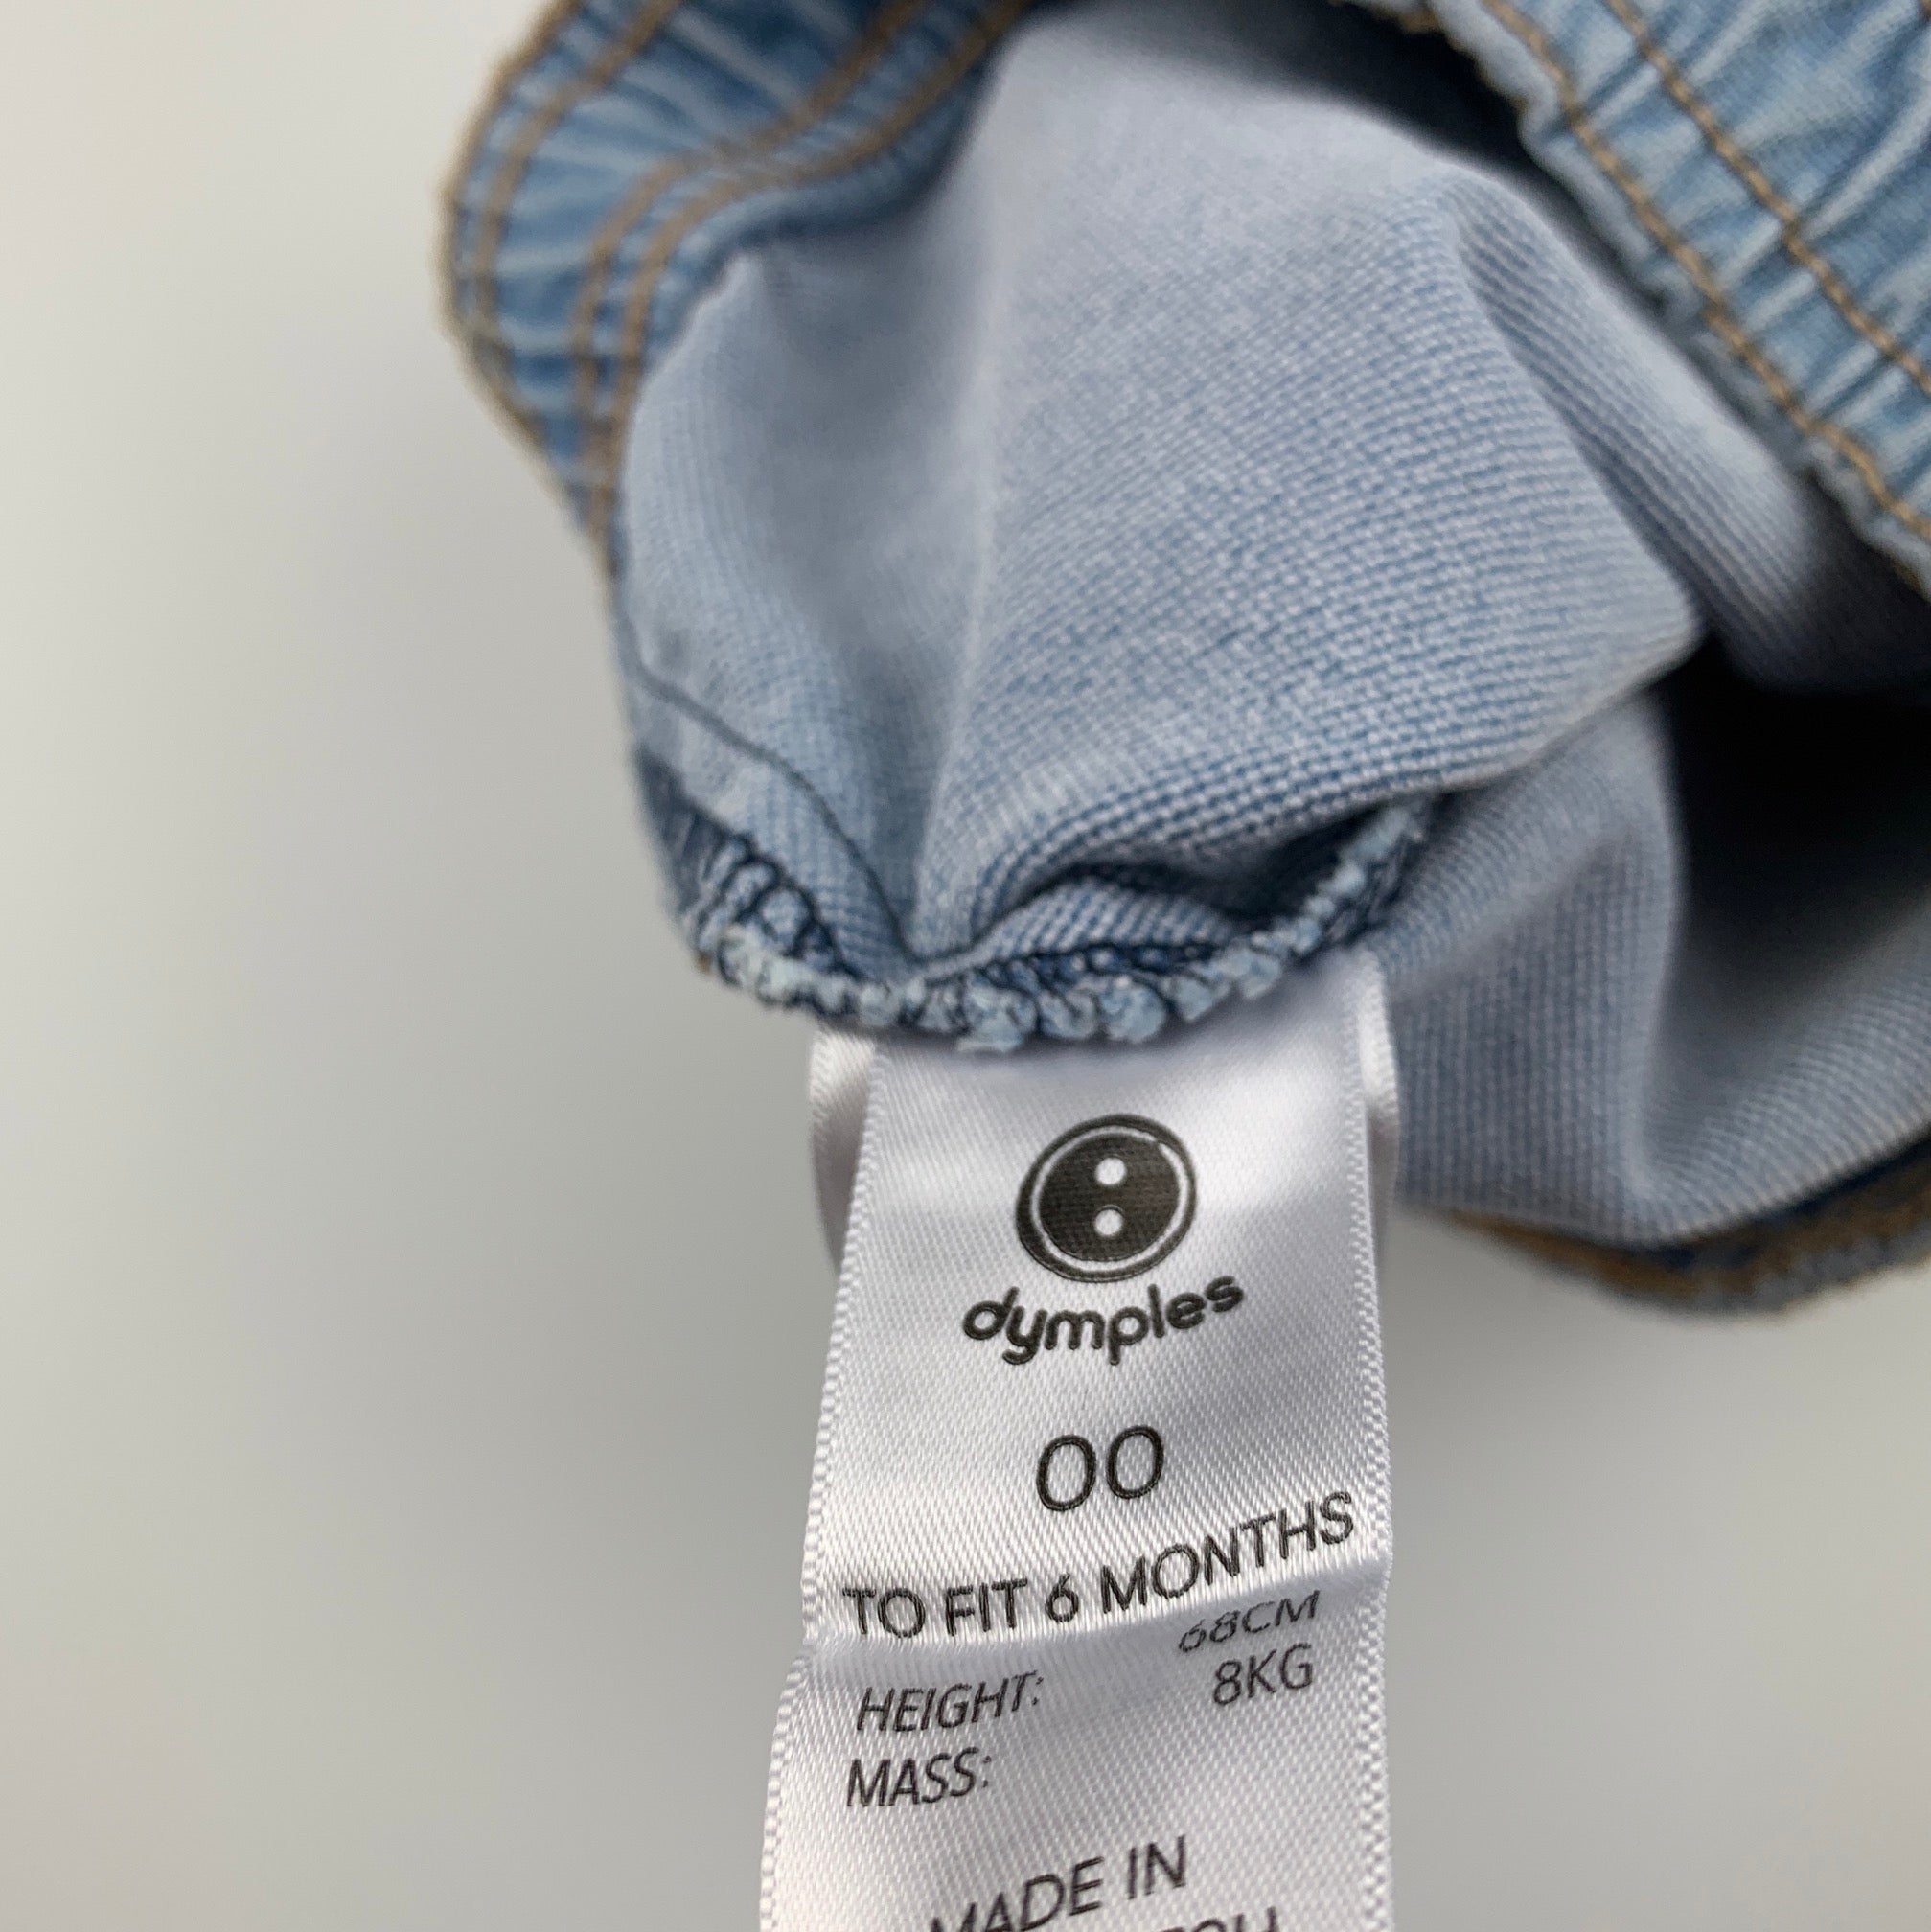 dymples
00
TO FIT 6 MONTHS
HEIGHT: 68CM
MASS: 8KG
MADE IN